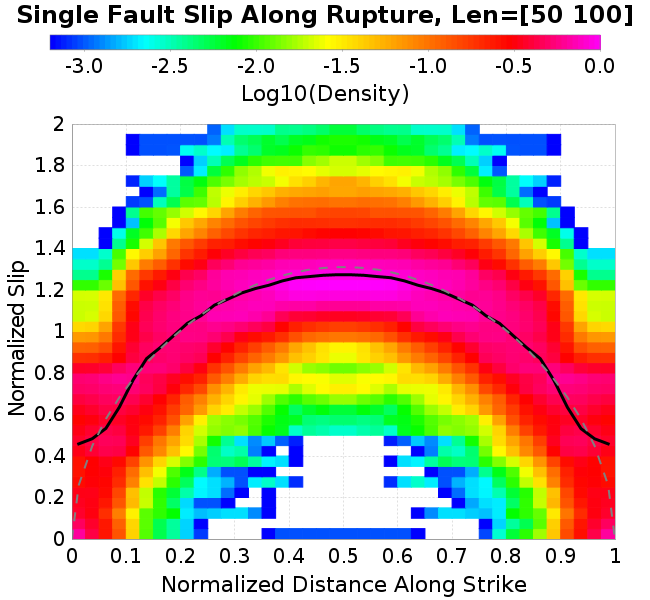 Single Fault Slip Along Rupture, Len=[50 100]
-3.0 -2.5 -2.0 -1.5 -1.0 -0.5 0.0
Log10(Density)
Normalized Slip
2
1.8
1.6
1.4
1.2
1
0.8
0.6
0.4
0.2
0
0 0.1 0.2 0.3 0.4 0.5 0.6 0.7 0.8 0.9 1
Normalized Distance Along Strike